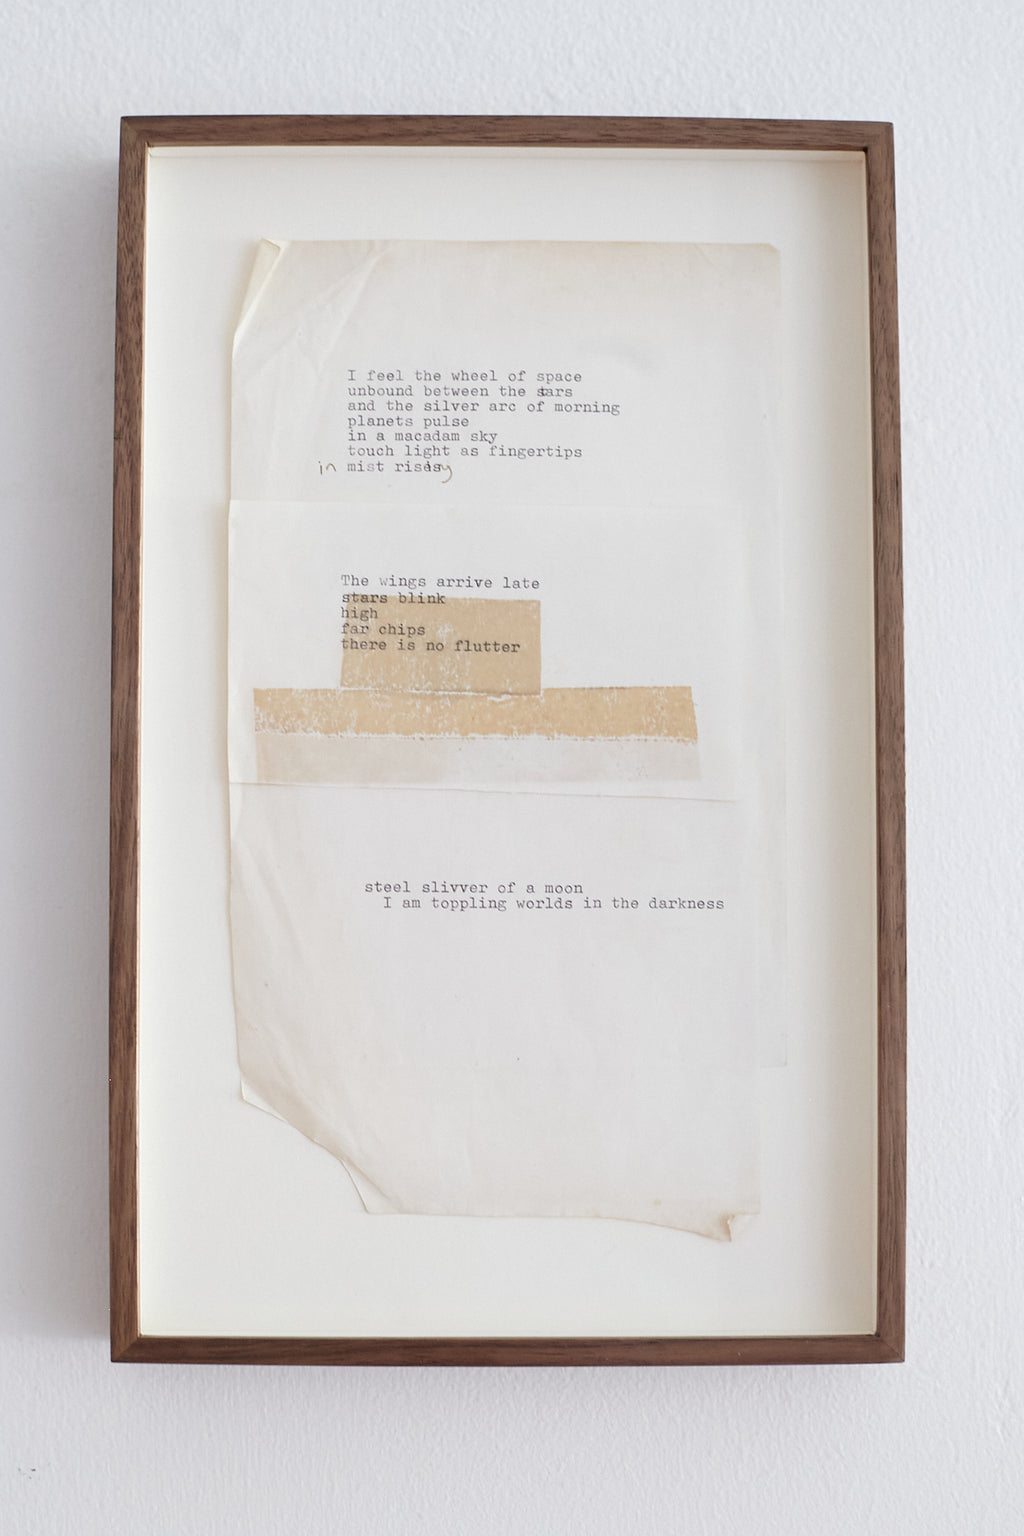 I feel the wheel of space
unbound between the stars
and the silver arc of morning
planets pulse
in a macadam sky
touch light as fingertips
in mist
The wings arrive late
stars blink
high
far chips
there is no flutter
steel slivver of a moon
I am toppling worlds in the darkness